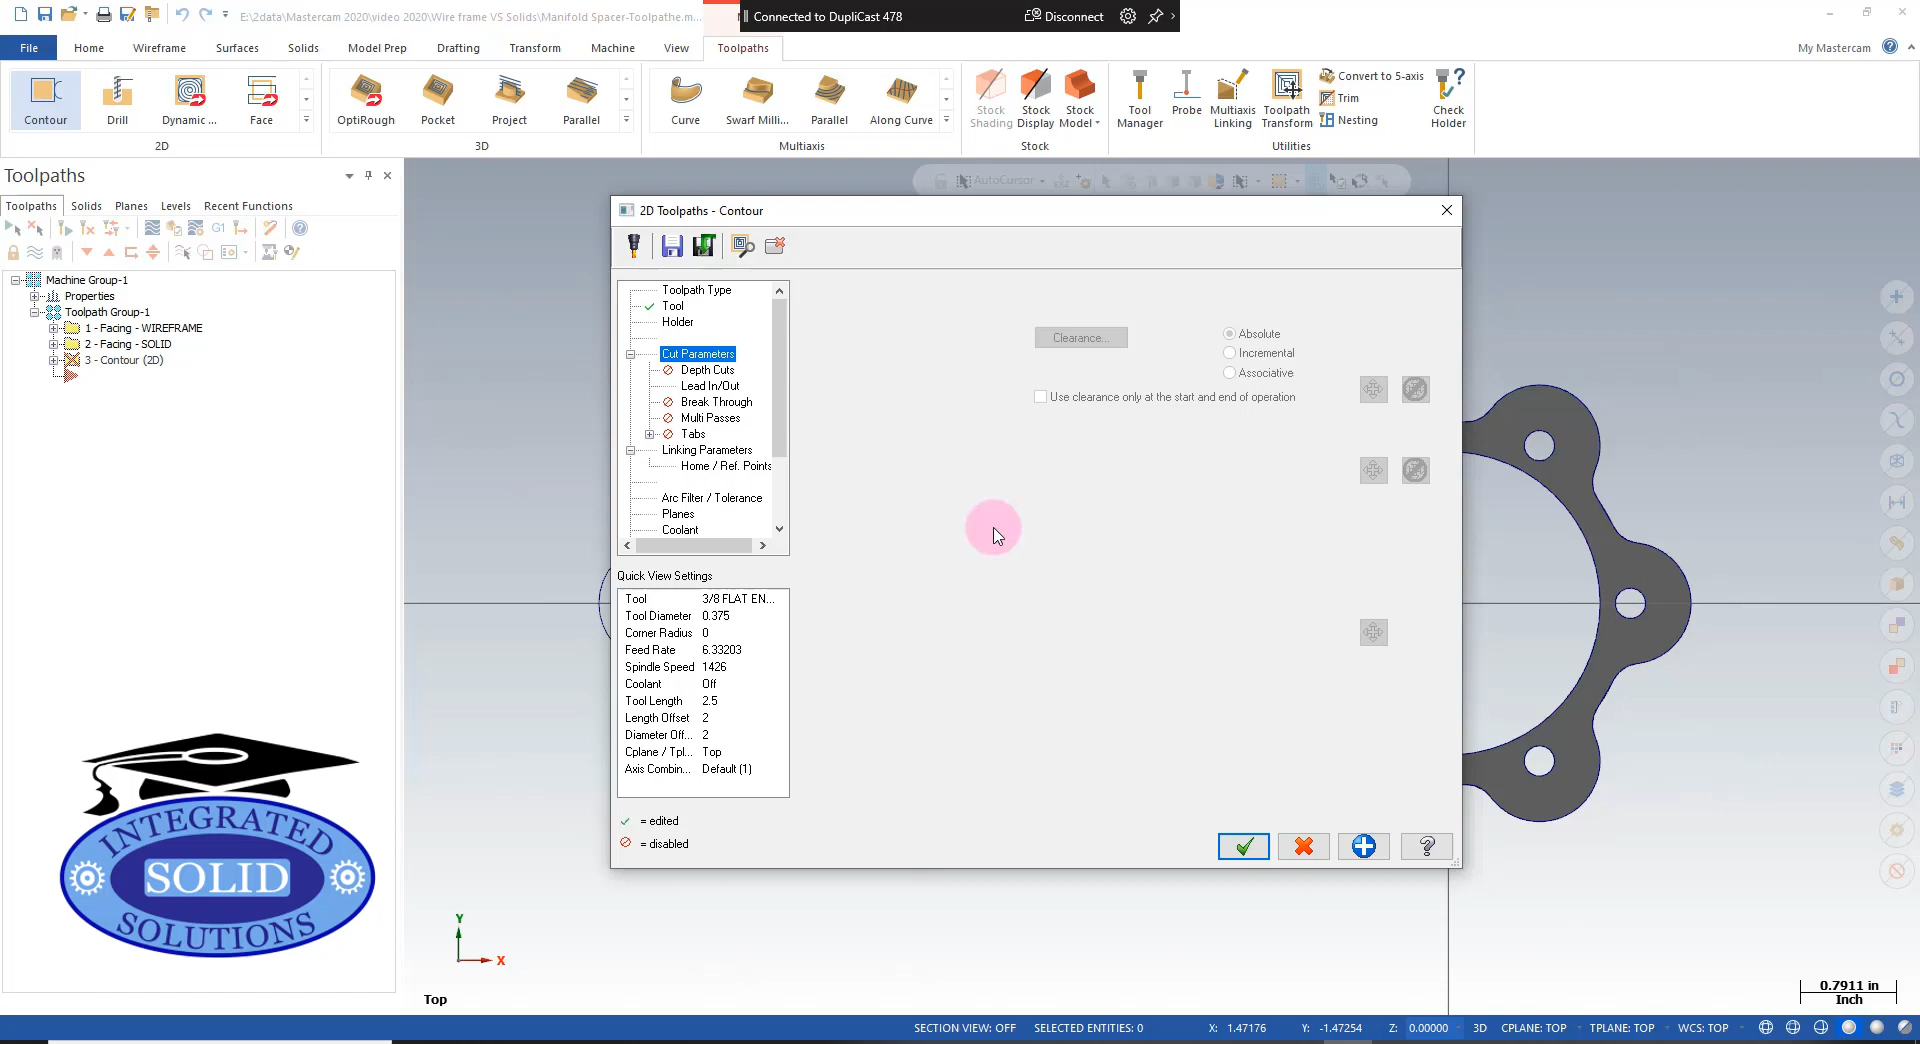 E:\2data\Mastercam 2020\video 2020\Wire frame VS Solids\Manifold Spacer-Toolpathe.m...
Connected to DupliCast 478
Disconnect
File
Home
Wireframe
Surfaces
Solids
Model Prep
Drafting
Transform
Machine
View
Toolpaths
My Mastercam
Contour
Drill
Dynamic ...
Face
2D
OptiRough
Pocket
Project
Parallel
3D
Curve
Swarf Milli...
Parallel
Along Curve
Multiaxis
Stock Shading
Stock Display
Stock Model
Stock
Tool Manager
Probe
Multiaxis Linking
Toolpath Transform
Convert to 5-axis
Trim
Nesting
Check Holder
Utilities
Toolpaths
Toolpaths
Solids
Planes
Levels
Recent Functions
G1
Machine Group-1
Properties
Toolpath Group-1
1 - Facing - WIREFRAME
2 - Facing - SOLID
3 - Contour (2D)
AutoCursor
2D Toolpaths - Contour
Toolpath Type
Tool
Holder
Cut Parameters
Depth Cuts
Lead In/Out
Break Through
Multi Passes
Tabs
Linking Parameters
Home / Ref. Points
Arc Filter / Tolerance
Planes
Coolant
Clearance...
Absolute
Incremental
Associative
Use clearance only at the start and end of operation
Quick View Settings
Tool 3/8 FLAT EN...
Tool Diameter 0.375
Corner Radius 0
Feed Rate 6.33203
Spindle Speed 1426
Coolant Off
Tool Length 2.5
Length Offset 2
Diameter Off... 2
Cplane / Tpl... Top
Axis Combin... Default (1)
= edited
= disabled
INTEGRATED
SOLID
SOLUTIONS
Y
X
Top
0.7911 in
Inch
SECTION VIEW: OFF
SELECTED ENTITIES: 0
X: 1.47176
Y: -1.47254
Z: 0.00000
3D
CPLANE: TOP
TPLANE: TOP
WCS: TOP